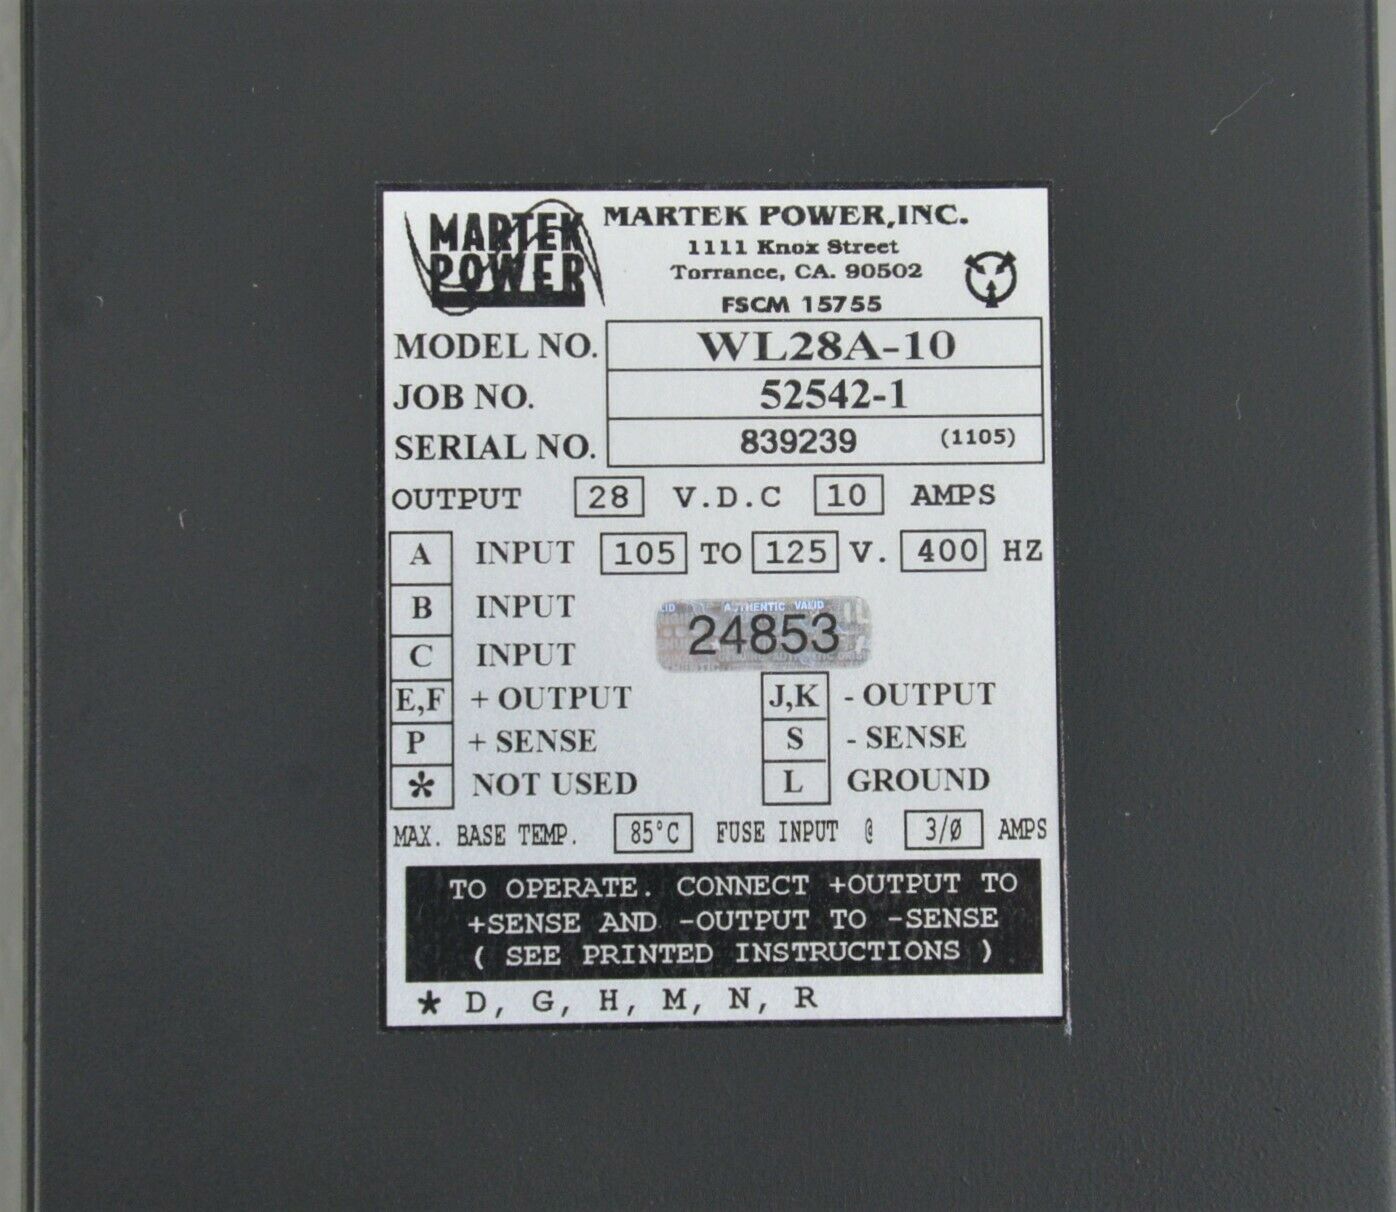 MARTEK
POWER
MARTEK POWER,INC.
1111 Knox Street
Torrance, CA. 90502
FSCM 15755
MODEL NO. WL28A-10
JOB NO. 52542-1
SERIAL NO. 839239 (1105)
OUTPUT 28 V.D.C 10 AMPS
A INPUT 105 TO 125 V. 400 HZ
B INPUT
AUTHENTIC VALID
24853
C INPUT
E,F + OUTPUT J,K - OUTPUT
P + SENSE S - SENSE
* NOT USED L GROUND
MAX. BASE TEMP. 85°C FUSE INPUT @ 3/Ø AMPS
TO OPERATE. CONNECT +OUTPUT TO
+SENSE AND -OUTPUT TO -SENSE
( SEE PRINTED INSTRUCTIONS )
* D, G, H, M, N, R